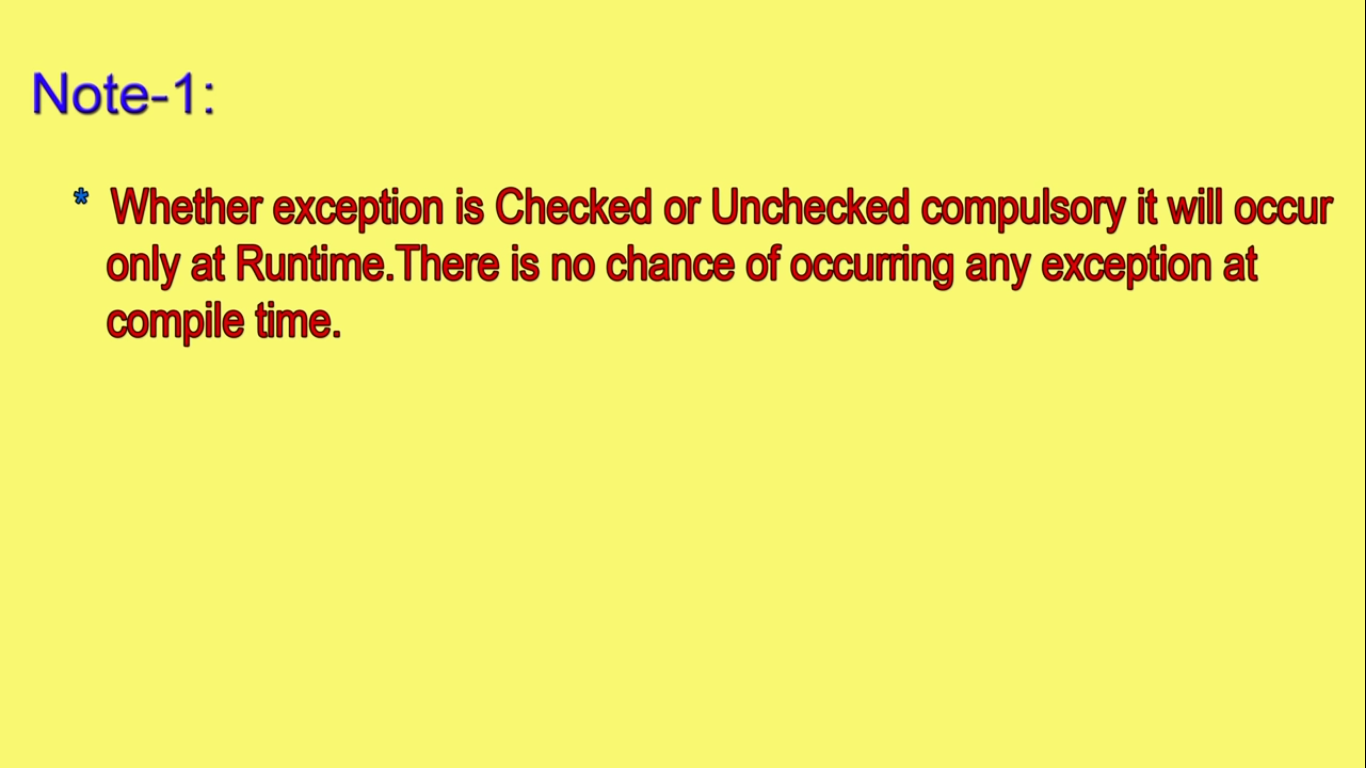 Note-1:
* Whether exception is Checked or Unchecked compulsory it will occur
only at Runtime.There is no chance of occurring any exception at
compile time.